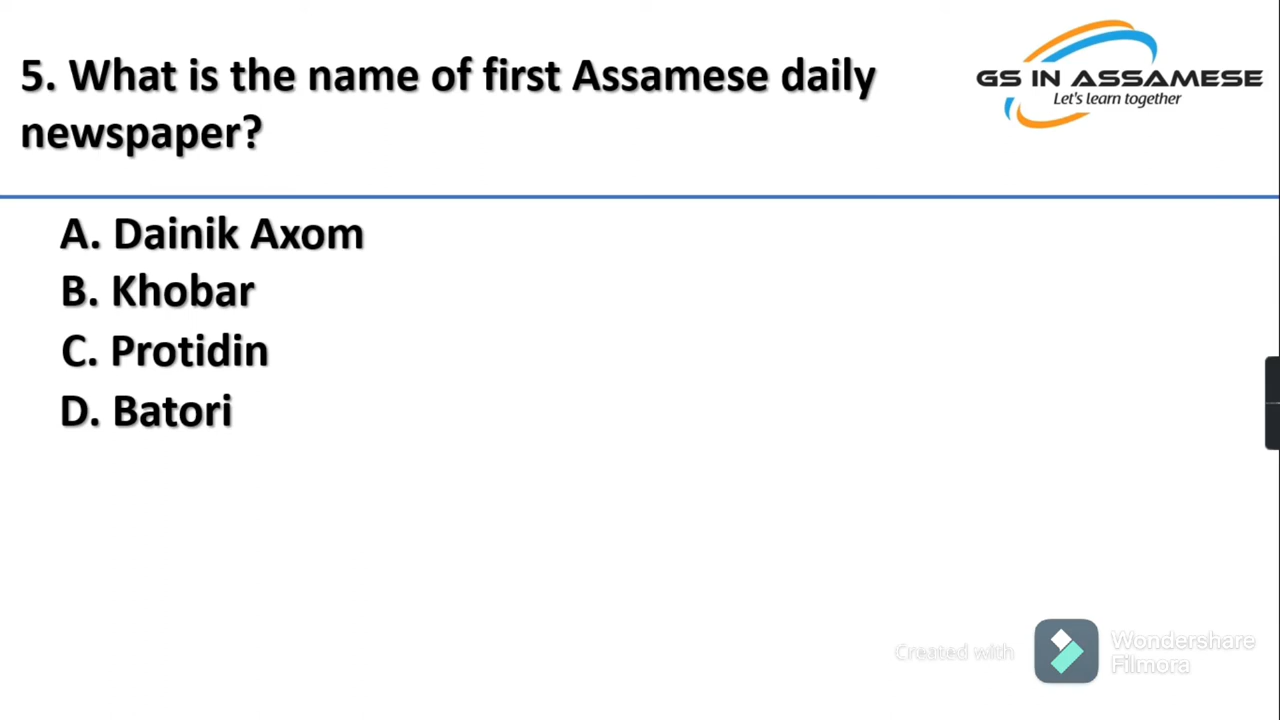 5. What is the name of first Assamese daily
newspaper?
GS IN ASSAMESE
Let's learn together
A. Dainik Axom
B. Khobar
C. Protidin
D. Batori
Created with
Wondershare
Filmora